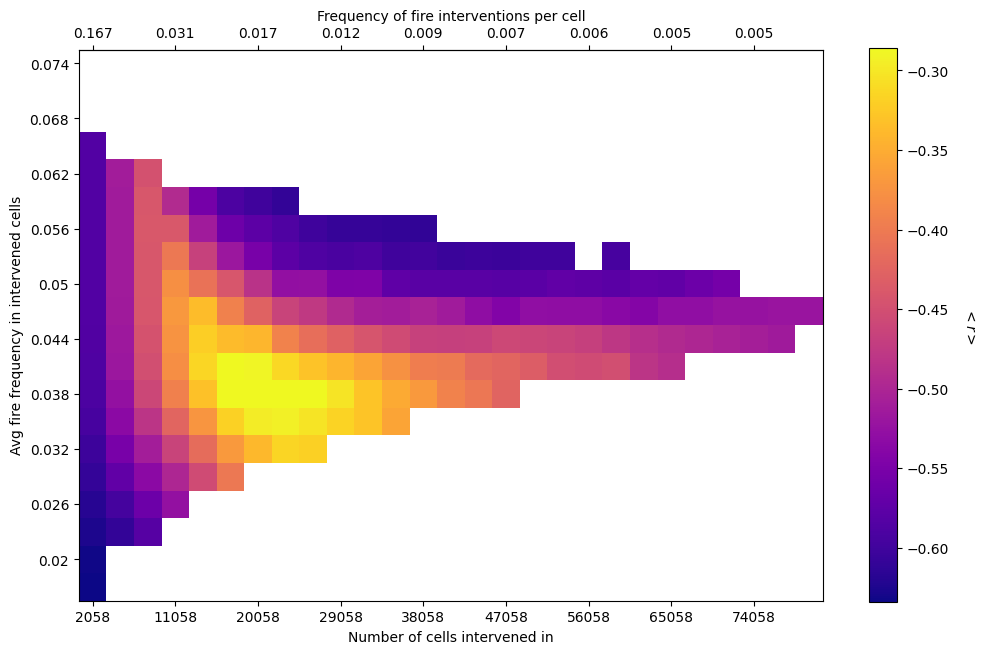 Frequency of fire interventions per cell
0.167 0.031 0.017 0.012 0.009 0.007 0.006 0.005 0.005
Avg fire frequency in intervened cells
0.074
0.068
0.062
0.056
0.05
0.044
0.038
0.032
0.026
0.02
2058 11058 20058 29058 38058 47058 56058 65058 74058
Number of cells intervened in
−0.30
−0.35
−0.40
−0.45
−0.50
−0.55
−0.60
< r >